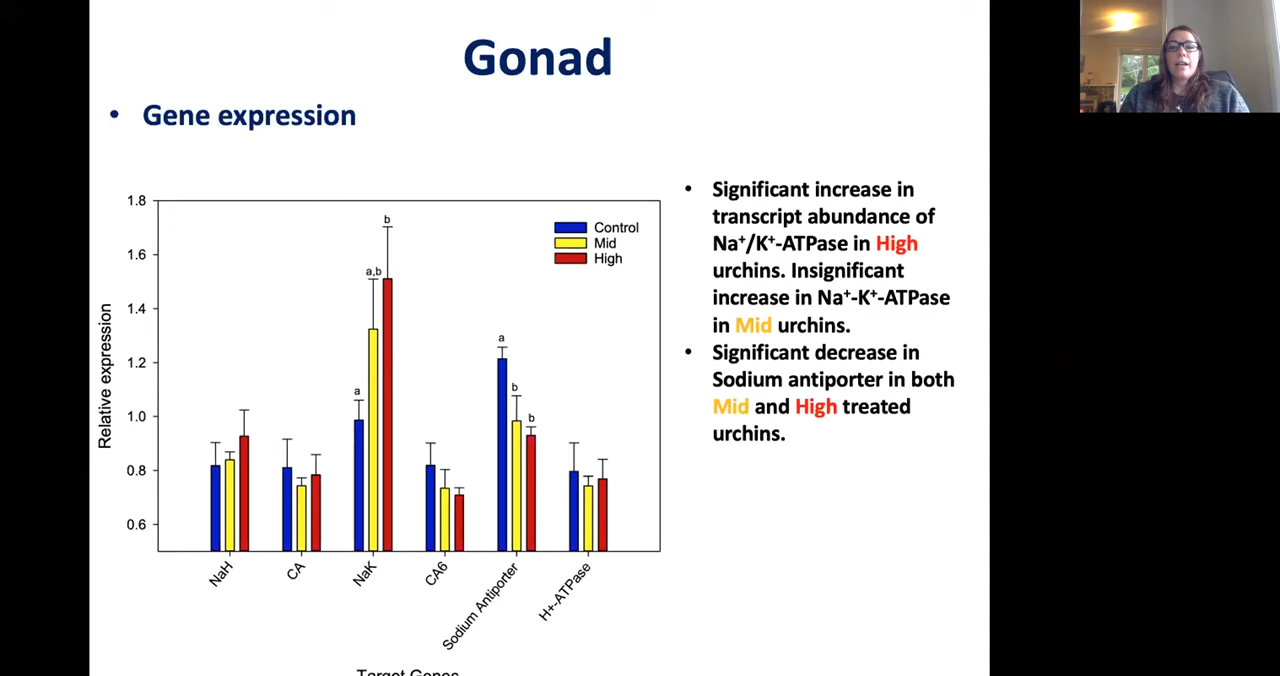 Gonad
• Gene expression
1.8
1.6
1.4
1.2
1.0
0.8
0.6
Relative expression
Control
Mid
High
a
a,b
b
a
b
b
NaH
CA
NaK
CA6
Sodium Antiporter
H+-ATPase
Target Genes
• Significant increase in
transcript abundance of
Na⁺/K⁺-ATPase in High
urchins. Insignificant
increase in Na⁺-K⁺-ATPase
in Mid urchins.
• Significant decrease in
Sodium antiporter in both
Mid and High treated
urchins.